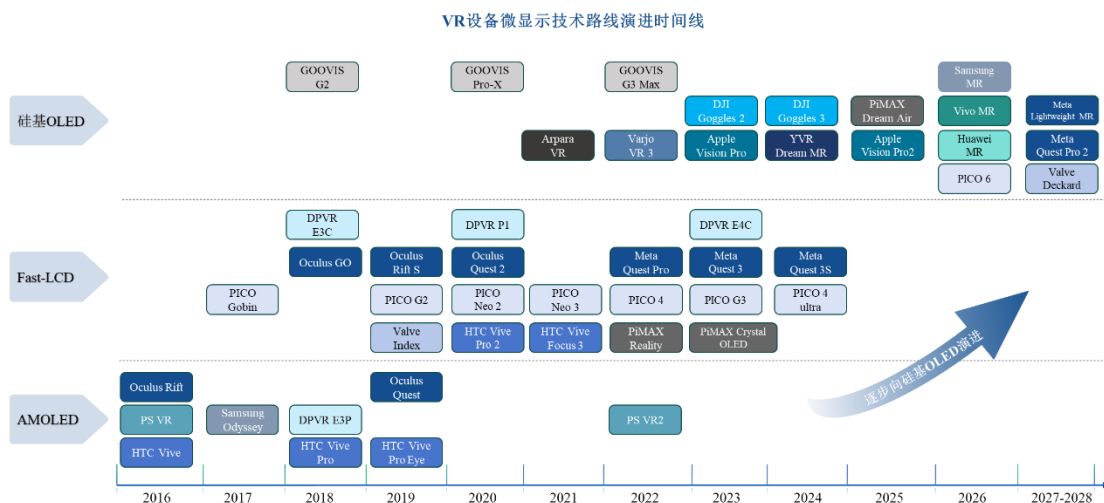 VR设备微显示技术路线演进时间线
硅基OLED
GOOVIS
G2
GOOVIS
Pro-X
GOOVIS
G3 Max
Samsung
MR
DJI
Goggles 2
DJI
Goggles 3
PiMAX
Dream Air
Vivo MR
Meta
Lightweight MR
Arpara
VR
Varjo
VR 3
Apple
Vision Pro
YVR
Dream MR
Apple
Vision Pro2
Huawei
MR
Meta
Quest Pro 2
PICO 6
Valve
Deckard
Fast-LCD
DPVR
E3C
DPVR P1
DPVR E4C
Oculus GO
Oculus
Rift S
Oculus
Quest 2
Meta
Quest Pro
Meta
Quest 3
Meta
Quest 3S
PICO
Gobin
PICO G2
PICO
Neo 2
PICO
Neo 3
PICO 4
PICO G3
PICO 4
ultra
Valve
Index
HTC Vive
Pro 2
HTC Vive
Focus 3
PiMAX
Reality
PiMAX Crystal
OLED
逐步向硅基OLED演进
AMOLED
Oculus Rift
Oculus
Quest
PS VR
Samsung
Odyssey
DPVR E3P
PS VR2
HTC Vive
HTC Vive
Pro
HTC Vive
Pro Eye
2016
2017
2018
2019
2020
2021
2022
2023
2024
2025
2026
2027-2028